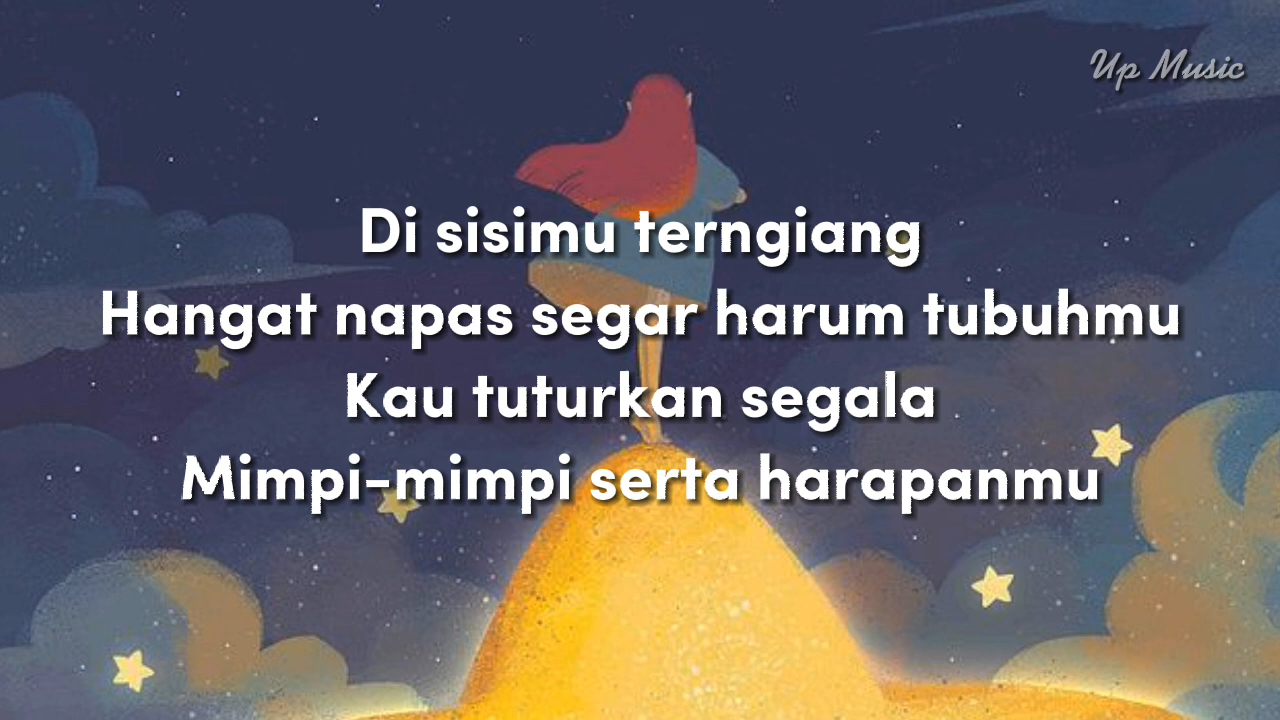 Up Music
Di sisimu terngiang
Hangat napas segar harum tubuhmu
Kau tuturkan segala
Mimpi-mimpi serta harapanmu